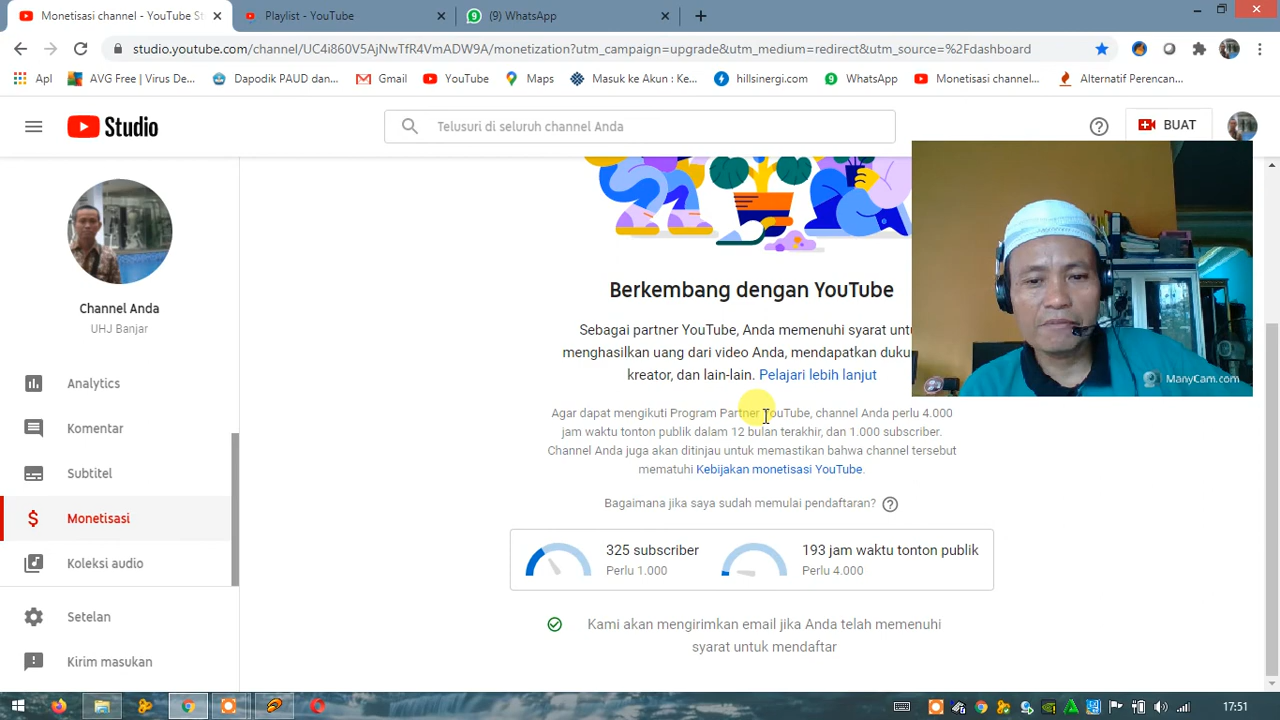 Monetisasi channel - YouTube St
Playlist - YouTube
(9) WhatsApp
studio.youtube.com/channel/UC4i860V5AjNwTfR4VmADW9A/monetization?utm_campaign=upgrade&utm_medium=redirect&utm_source=%2Fdashboard
Apl
AVG Free | Virus De...
Dapodik PAUD dan...
Gmail
YouTube
Maps
Masuk ke Akun : Ke...
hillsinergi.com
WhatsApp
Monetisasi channel...
Alternatif Perencan...
Studio
Telusuri di seluruh channel Anda
BUAT
Channel Anda
UHJ Banjar
Analytics
Komentar
Subtitel
Monetisasi
Koleksi audio
Setelan
Kirim masukan
Berkembang dengan YouTube
Sebagai partner YouTube, Anda memenuhi syarat untu
menghasilkan uang dari video Anda, mendapatkan duku
kreator, dan lain-lain. Pelajari lebih lanjut
Agar dapat mengikuti Program Partner YouTube, channel Anda perlu 4.000
jam waktu tonton publik dalam 12 bulan terakhir, dan 1.000 subscriber.
Channel Anda juga akan ditinjau untuk memastikan bahwa channel tersebut
mematuhi Kebijakan monetisasi YouTube.
Bagaimana jika saya sudah memulai pendaftaran?
325 subscriber
Perlu 1.000
193 jam waktu tonton publik
Perlu 4.000
Kami akan mengirimkan email jika Anda telah memenuhi
syarat untuk mendaftar
ManyCam.com
17:51